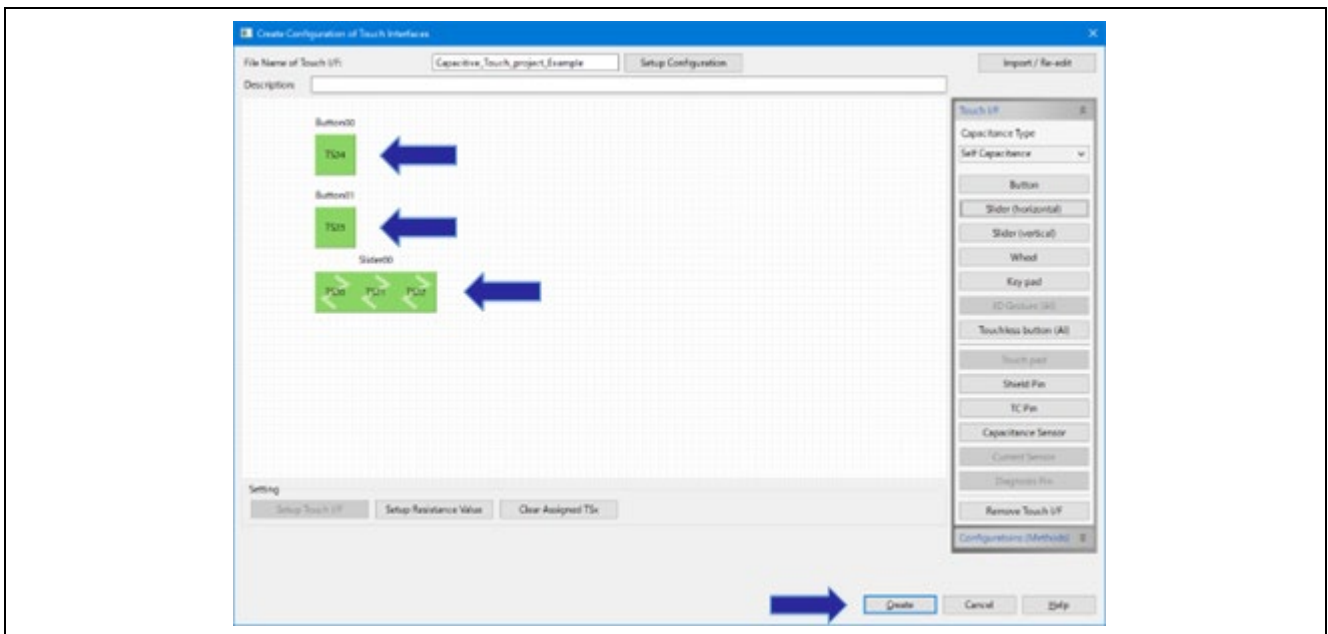 Create Configuration of Touch Interfaces
File Name of Touch I/F: Capacitive_Touch_project_Example Setup Configuration Import / Re-edit
Description:
Touch I/F
Capacitance Type
Self Capacitance
Button
Slider (horizontal)
Slider (vertical)
Wheel
Key pad
Touchless button (AI)
Touch pad
Shield Pin
TC Pin
Capacitance Sensor
Current Sensor
Diagnosis Pin
Remove Touch I/F
Configuratoins (Methods)
Button00
TS24
Button01
Slider00
Setting
Setup Touch I/F Setup Resistance Value Clear Assigned TSx
Create Cancel Help